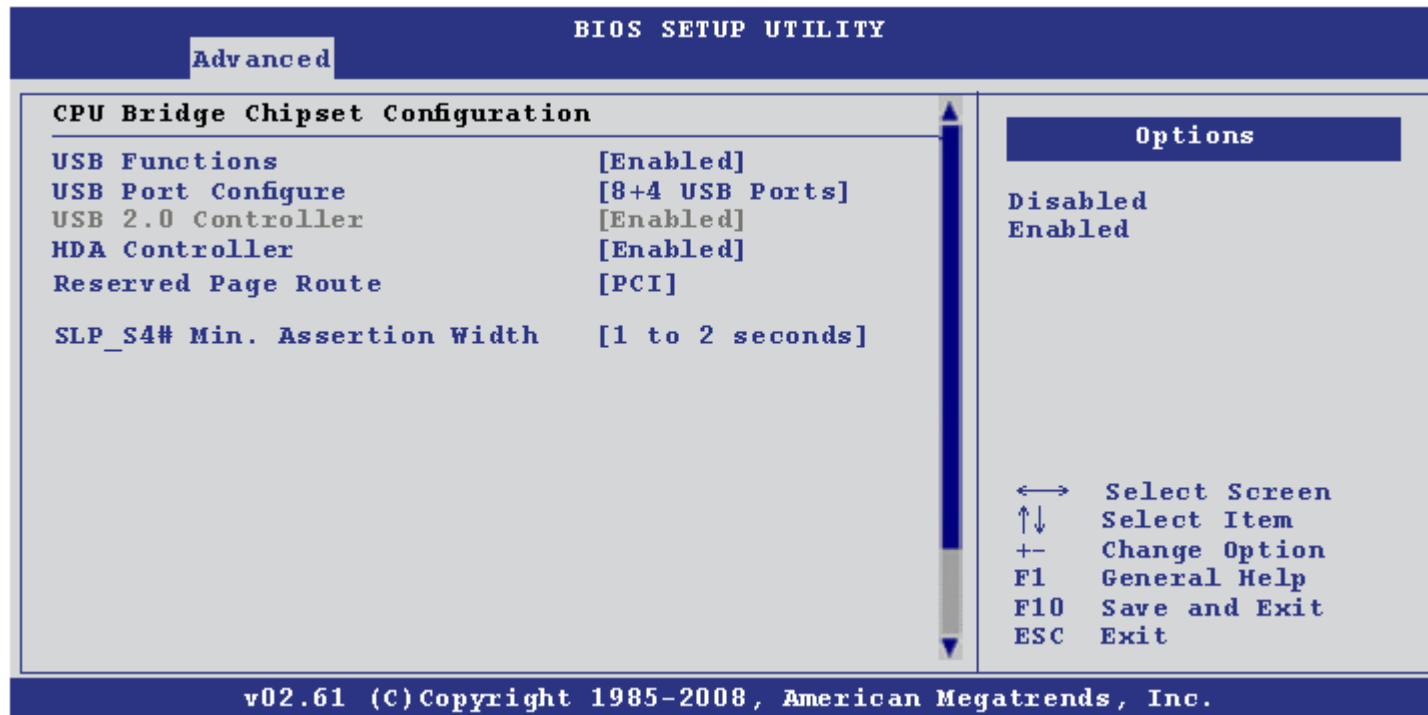 BIOS SETUP UTILITY
Advanced
CPU Bridge Chipset Configuration
USB Functions [Enabled]
USB Port Configure [8+4 USB Ports]
USB 2.0 Controller [Enabled]
HDA Controller [Enabled]
Reserved Page Route [PCI]
SLP_S4# Min. Assertion Width [1 to 2 seconds]
Options
Disabled
Enabled
←→ Select Screen
↑↓ Select Item
+- Change Option
F1 General Help
F10 Save and Exit
ESC Exit
v02.61 (C)Copyright 1985-2008, American Megatrends, Inc.